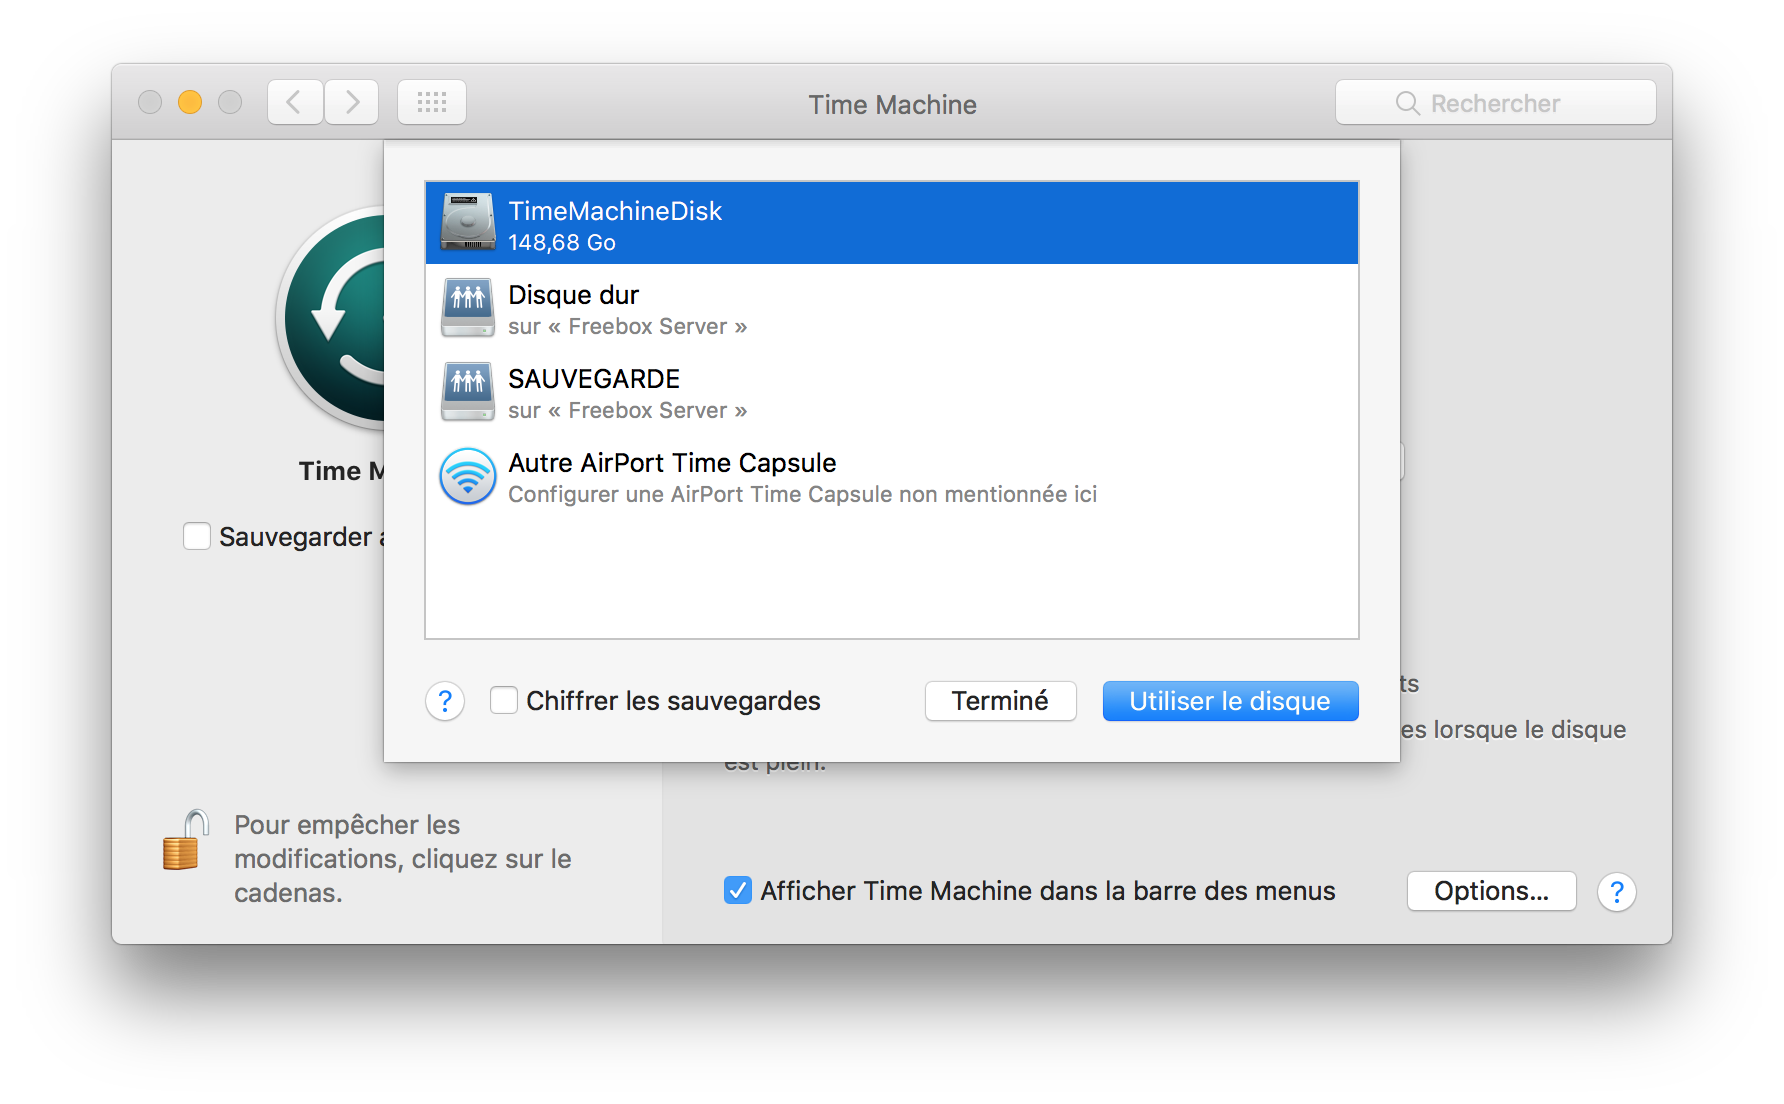 Time Machine
Rechercher
TimeMachineDisk
148,68 Go
Disque dur
sur « Freebox Server »
SAUVEGARDE
sur « Freebox Server »
Autre AirPort Time Capsule
Configurer une AirPort Time Capsule non mentionnée ici
Time M
Sauvegarder a
?
Chiffrer les sauvegardes
Terminé
Utiliser le disque
ts
es lorsque le disque
est plein.
Pour empêcher les
modifications, cliquez sur le
cadenas.
Afficher Time Machine dans la barre des menus
Options...
?